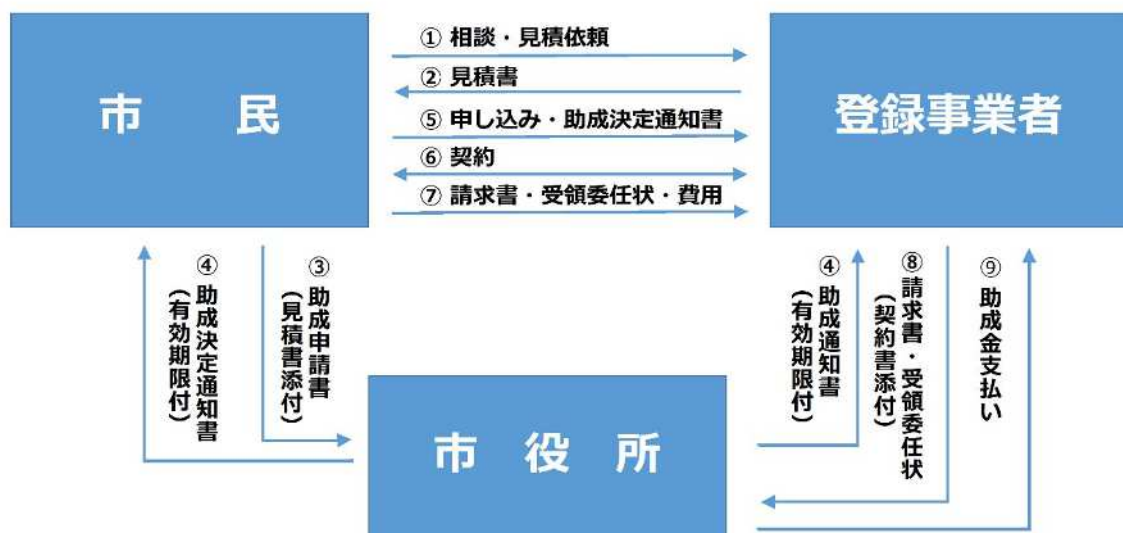 市　民
① 相談・見積依頼
② 見積書
⑤ 申し込み・助成決定通知書
⑥ 契約
⑦ 請求書・受領委任状・費用
登録事業者
④ 助成決定通知書
（有効期限付）
③ 助成申請書
（見積書添付）
④ 助成通知書
（有効期限付）
⑧ 請求書・受領委任状
（契約書添付）
⑨ 助成金支払い
市　役　所